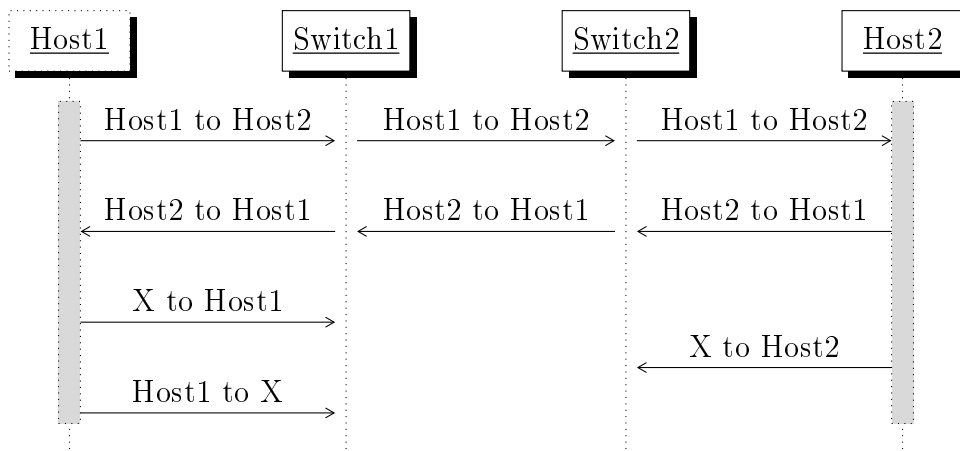 Host1 Switch1 Switch2 Host2
Host1 to Host2 Host1 to Host2 Host1 to Host2
Host2 to Host1 Host2 to Host1 Host2 to Host1
X to Host1
X to Host2
Host1 to X